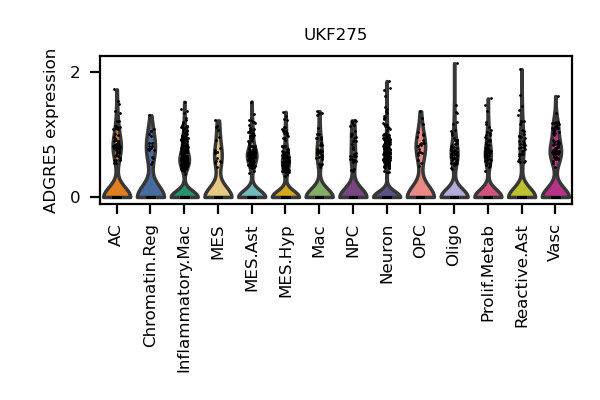 UKF275
ADGRE5 expression
2
0
AC
Chromatin.Reg
Inflammatory.Mac
MES
MES.Ast
MES.Hyp
Mac
NPC
Neuron
OPC
Oligo
Prolif.Metab
Reactive.Ast
Vasc